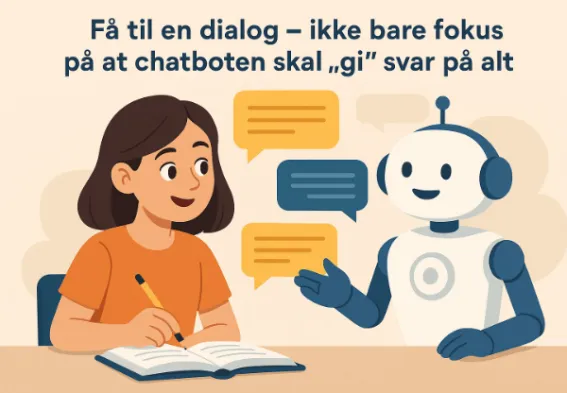 Få til en dialog – ikke bare fokus
på at chatboten skal „gi” svar på alt